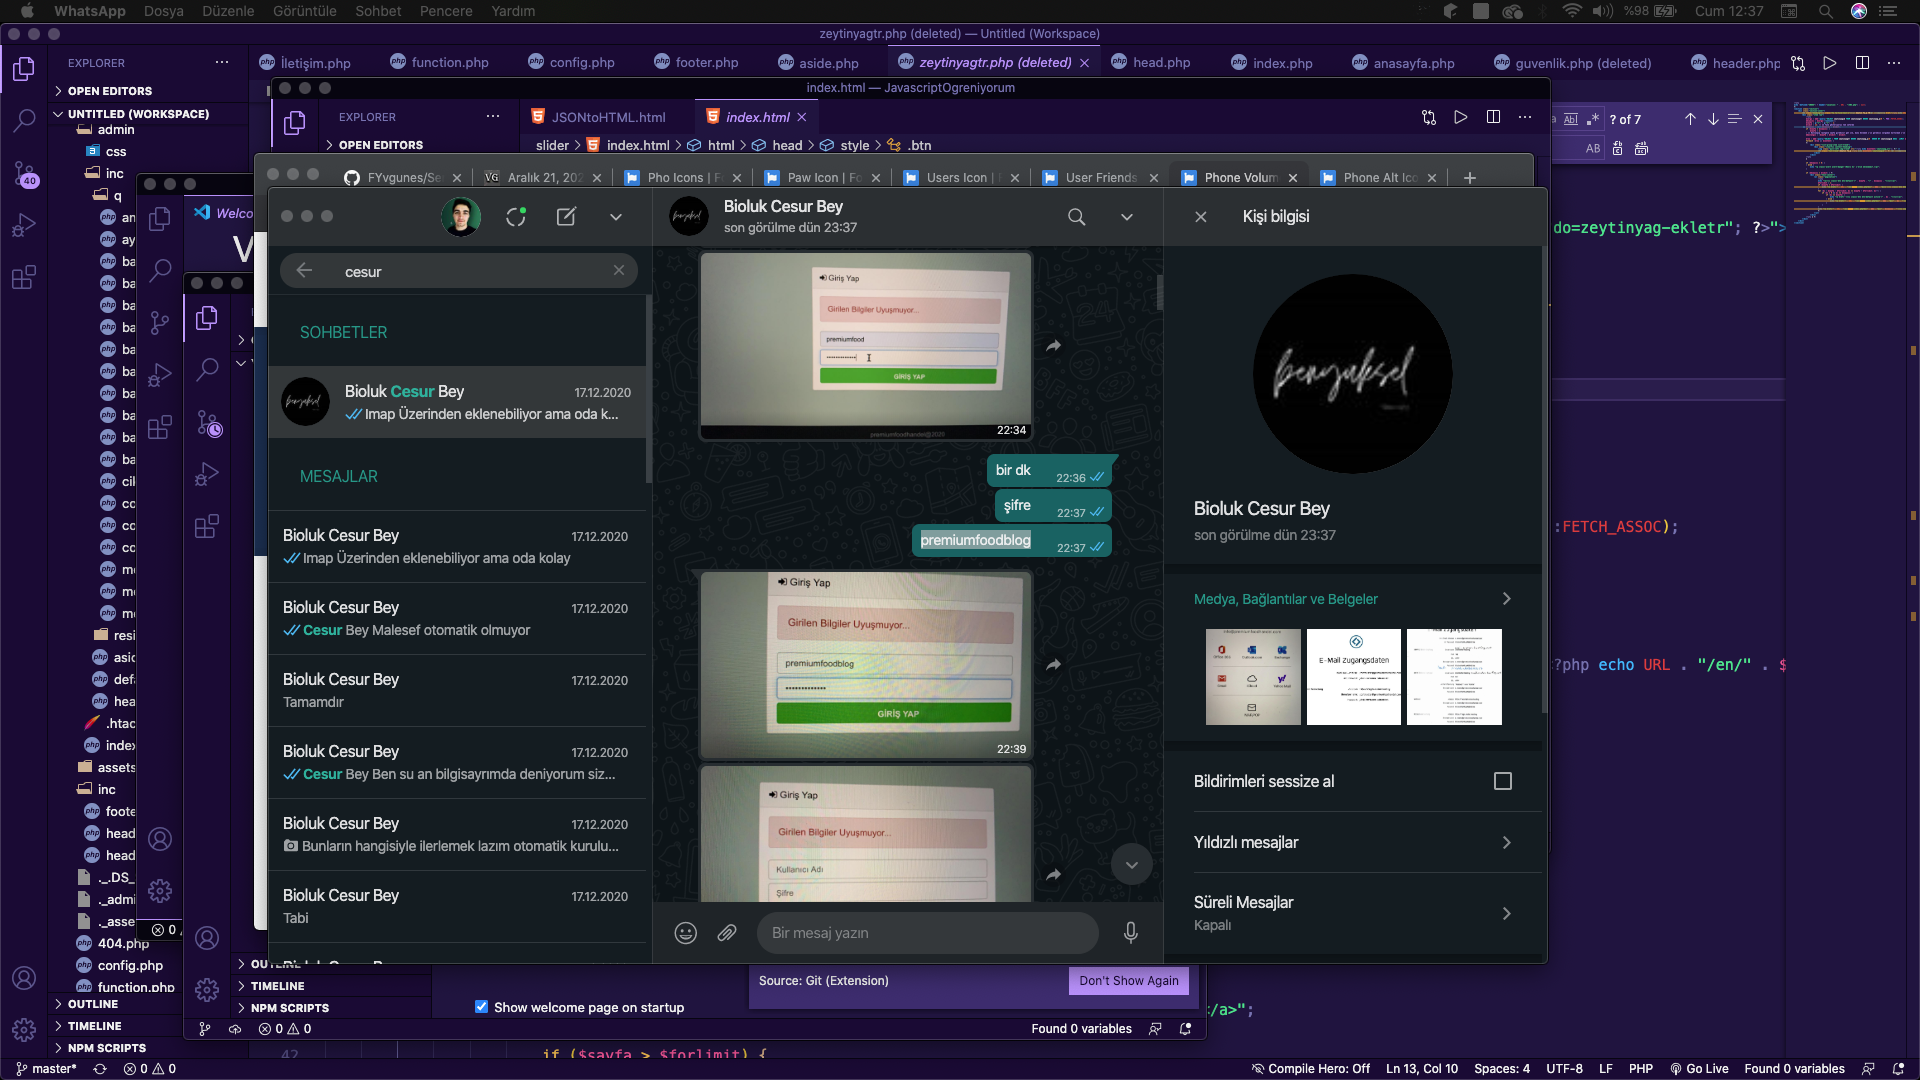 WhatsApp Dosya Düzenle Görüntüle Sohbet Pencere Yardım
%98 Cum 12:37
zeytinyagtr.php (deleted) — Untitled (Workspace)
EXPLORER
İletişim.php function.php config.php footer.php aside.php zeytinyagtr.php (deleted) head.php index.php anasayfa.php guvenlik.php (deleted) header.php
OPEN EDITORS
UNTITLED (WORKSPACE)
admin
css
inc
q
40
resi
asic
defa
hea
.htac
index
assets
inc
foote
head
head
._.DS_
._admi
._asse
404.php
config.php
function.php
OUTLINE
TIMELINE
NPM SCRIPTS
index.html — JavascriptOgreniyorum
EXPLORER
JSONtoHTML.html index.html
OPEN EDITORS
slider index.html html head style .btn
? of 7
AB
FYvgunes/Se Aralık 21, 202 Pho Icons | F Paw Icon | Fo Users Icon | User Friends Phone Volum Phone Alt Ico
Welco
V
cesur
SOHBETLER
Bioluk Cesur Bey 17.12.2020
Imap Üzerinden eklenebiliyor ama oda k...
MESAJLAR
Bioluk Cesur Bey 17.12.2020
Imap Üzerinden eklenebiliyor ama oda kolay
Bioluk Cesur Bey 17.12.2020
Cesur Bey Malesef otomatik olmuyor
Bioluk Cesur Bey 17.12.2020
Tamamdır
Bioluk Cesur Bey 17.12.2020
Cesur Bey Ben su an bilgisayrımda deniyorum siz...
Bioluk Cesur Bey 17.12.2020
Bunların hangisiyle ilerlemek lazım otomatik kurulu...
Bioluk Cesur Bey 17.12.2020
Tabi
Bioluk Cesur Bey
son görülme dün 23:37
Giriş Yap
Girilen Bilgiler Uyuşmuyor...
premiumfood
GİRİŞ YAP
premiumfoodhandel@2020
22:34
bir dk 22:36
şifre 22:37
premiumfoodblog 22:37
Giriş Yap
Girilen Bilgiler Uyuşmuyor...
premiumfoodblog
GİRİŞ YAP
22:39
Giriş Yap
Girilen Bilgiler Uyuşmuyor...
Kullanıcı Adı
Şifre
Bir mesaj yazın
Kişi bilgisi
benyuksel
Bioluk Cesur Bey
son görülme dün 23:37
Medya, Bağlantılar ve Belgeler
E-Mail Zugangsdaten
Bildirimleri sessize al
Yıldızlı mesajlar
Süreli Mesajlar
Kapalı
do=zeytinyag-ekletr"; ?>">
:FETCH_ASSOC);
?php echo URL . "/en/" . $
/a>";
OUTLINE
TIMELINE
NPM SCRIPTS
Show welcome page on startup
Source: Git (Extension) Don't Show Again
0 0 Found 0 variables
42 if ($sayfa > $forlimit) {
master* 0 0 Compile Hero: Off Ln 13, Col 10 Spaces: 4 UTF-8 LF PHP Go Live Found 0 variables